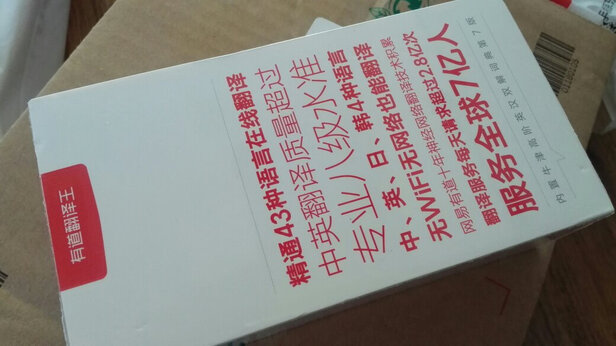 有道翻译王
精通43种语言在线翻译
中英翻译质量超过
专业八级水准
中、英、日、韩4种语言
无WiFi无网络也能翻译
网易有道十年神经网络翻译技术积累
翻译服务每天请求超过2.8亿次
服务全球7亿人
内置牛津高阶英汉双解词典第7版